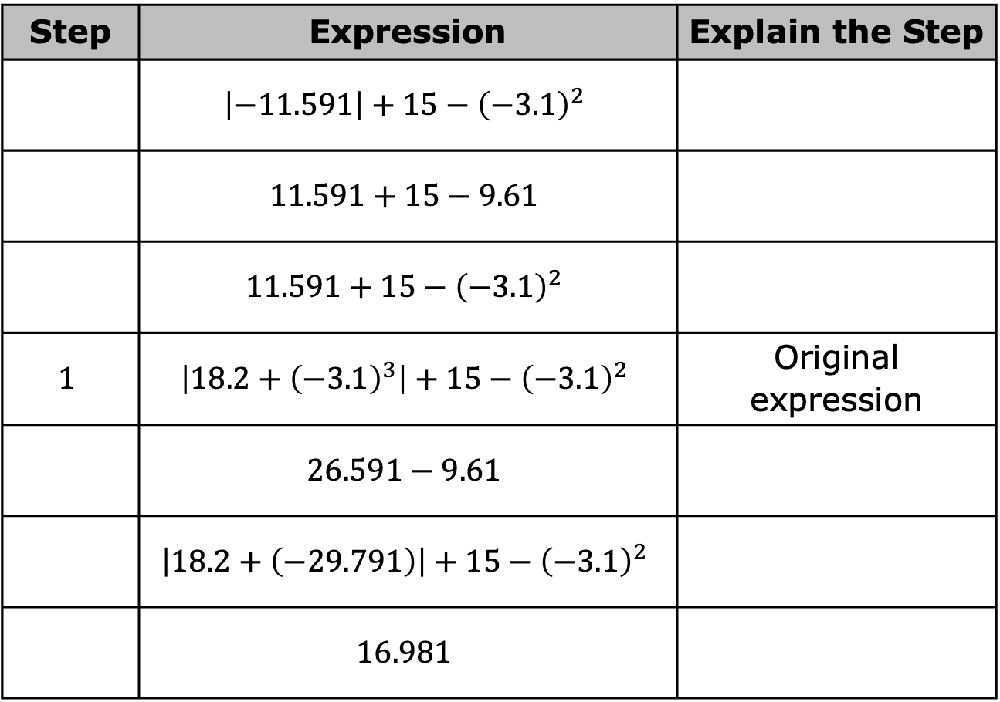 Step Expression Explain the Step
|−11.591| + 15 − (−3.1)²
11.591 + 15 − 9.61
11.591 + 15 − (−3.1)²
1 |18.2 + (−3.1)³| + 15 − (−3.1)² Original
expression
26.591 − 9.61
|18.2 + (−29.791)| + 15 − (−3.1)²
16.981